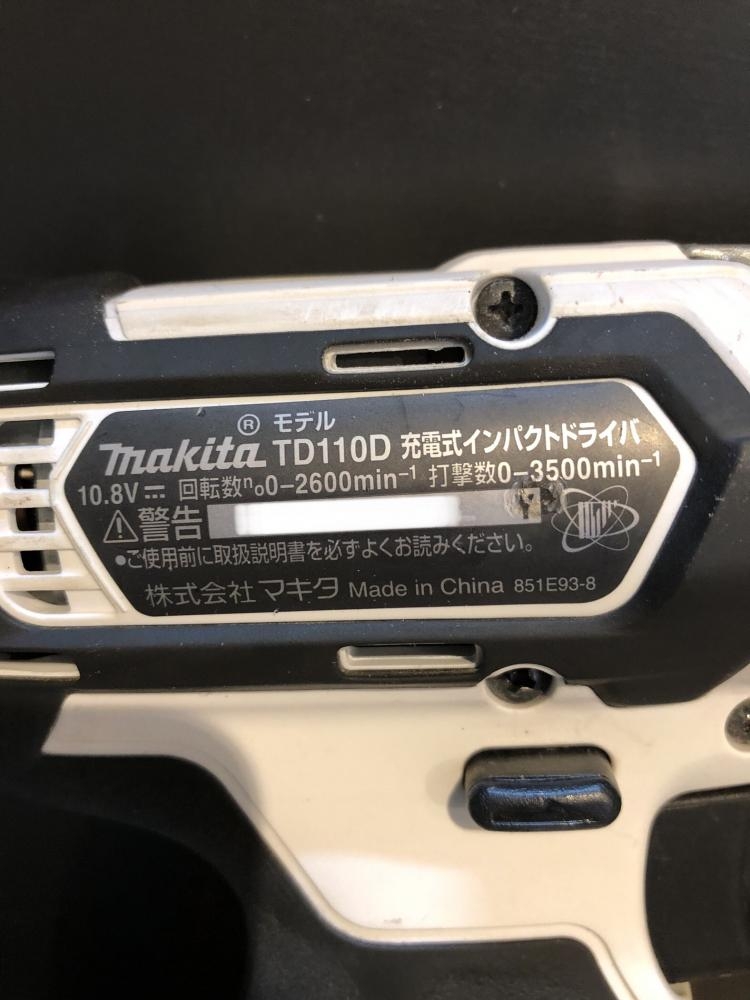 ® モデル
makita TD110D 充電式インパクトドライバ
10.8V 回転数n₀0-2600min⁻¹ 打撃数0-3500min⁻¹
警告
●ご使用前に取扱説明書を必ずよくお読みください。
株式会社マキタ Made in China 851E93-8